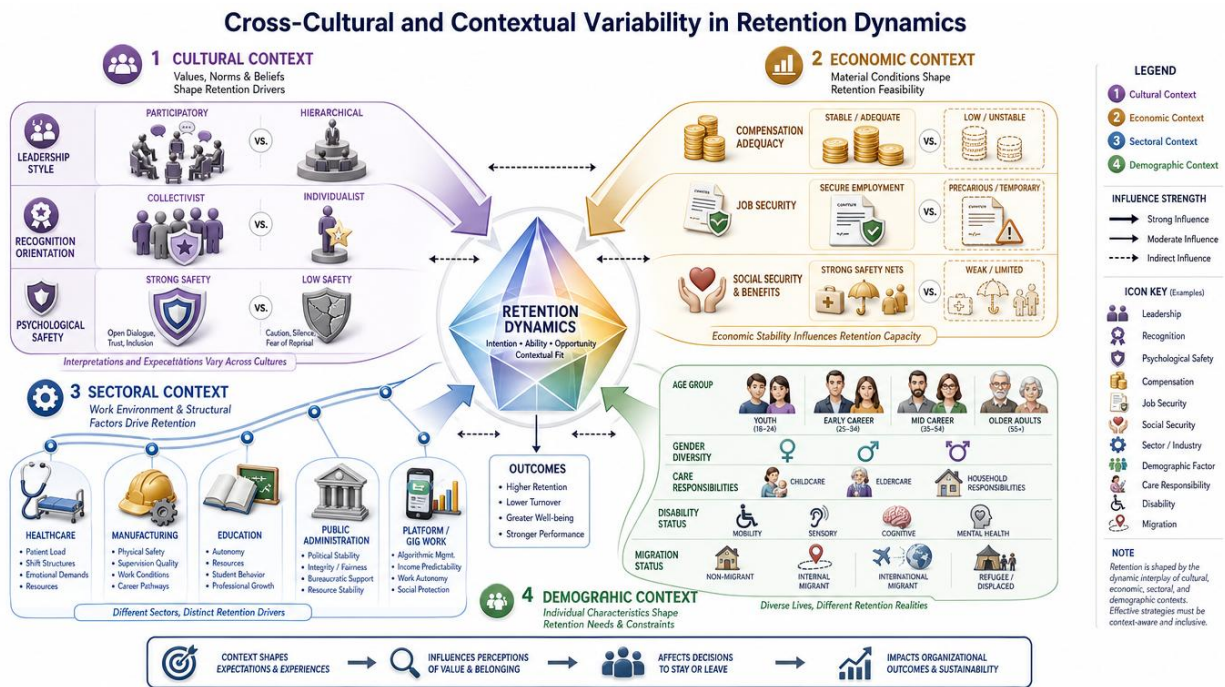 Cross-Cultural and Contextual Variability in Retention Dynamics
1 CULTURAL CONTEXT
Values, Norms & Beliefs
Shape Retention Drivers
LEADERSHIP
STYLE
PARTICIPATORY
VS.
HIERARCHICAL
RECOGNITION
ORIENTATION
COLLECTIVIST
VS.
INDIVIDUALIST
PSYCHOLOGICAL
SAFETY
STRONG SAFETY
Open Dialogue,
Trust, Inclusion
VS.
LOW SAFETY
Caution, Silence,
Fear of Reprisal
2 ECONOMIC CONTEXT
Material Conditions Shape
Retention Feasibility
COMPENSATION
ADEQUACY
STABLE / ADEQUATE
VS.
LOW / UNSTABLE
JOB SECURITY
SECURE EMPLOYMENT
VS.
PRECARIOUS / TEMPORARY
SOCIAL SECURITY
& BENEFITS
STRONG SAFETY NETS
VS.
WEAK / LIMITED
Economic Stability Influences Retention Capacity
RETENTION
DYNAMICS
Intention • Ability • Opportunity
Contextual Fit
OUTCOMES
• Higher Retention
• Lower Turnover
• Greater Well-being
• Stronger Performance
3 SECTORAL CONTEXT
Work Environment & Structural
Factors Drive Retention
HEALTHCARE
• Patient Load
• Shift Structures
• Emotional Demands
• Resources
MANUFACTURING
• Physical Safety
• Supervision Quality
• Work Conditions
• Career Pathways
EDUCATION
• Autonomy
• Resources
• Student Behavior
• Professional Growth
PUBLIC
ADMINISTRATION
• Political Stability
• Integrity / Fairness
• Bureaucratic Support
• Resource Stability
PLATFORM /
GIG WORK
• Algorithmic Mgmt.
• Income Predictability
• Work Autonomy
• Social Protection
Different Sectors, Distinct Retention Drivers
4 DEMOGRAHIC CONTEXT
Individual Characteristics Shape
Retention Needs & Constraints
AGE GROUP
YOUTH
(18–24)
EARLY CAREER
(25–34)
MID CAREER
(35–54)
OLDER ADULTS
(55+)
GENDER
DIVERSITY
CARE
RESPONSIBILITIES
CHILDCARE
ELDERCARE
HOUSEHOLD
RESPONSIBILITIES
DISABILITY
STATUS
MOBILITY
SENSORY
COGNITIVE
MENTAL HEALTH
MIGRATION
STATUS
NON-MIGRANT
INTERNAL
MIGRANT
INTERNATIONAL
MIGRANT
REFUGEE /
DISPLACED
Diverse Lives, Different Retention Realities
CONTEXT SHAPES
EXPECTATIONS & EXPERIENCES
INFLUENCES PERCEPTIONS
OF VALUE & BELONGING
AFFECTS DECISIONS
TO STAY OR LEAVE
IMPACTS ORGANIZATIONAL
OUTCOMES & SUSTAINABILITY
LEGEND
1 Cultural Context
2 Economic Context
3 Sectoral Context
4 Demographic Context
INFLUENCE STRENGTH
Strong Influence
Moderate Influence
Indirect Influence
ICON KEY (Examples)
Leadership
Recognition
Psychological Safety
Compensation
Job Security
Social Security
Sector / Industry
Demographic Factor
Care Responsibility
Disability
Migration
NOTE
Retention is shaped by the
dynamic interplay of cultural,
economic, sectoral, and
demographic contexts.
Effective strategies must be
context-aware and inclusive.